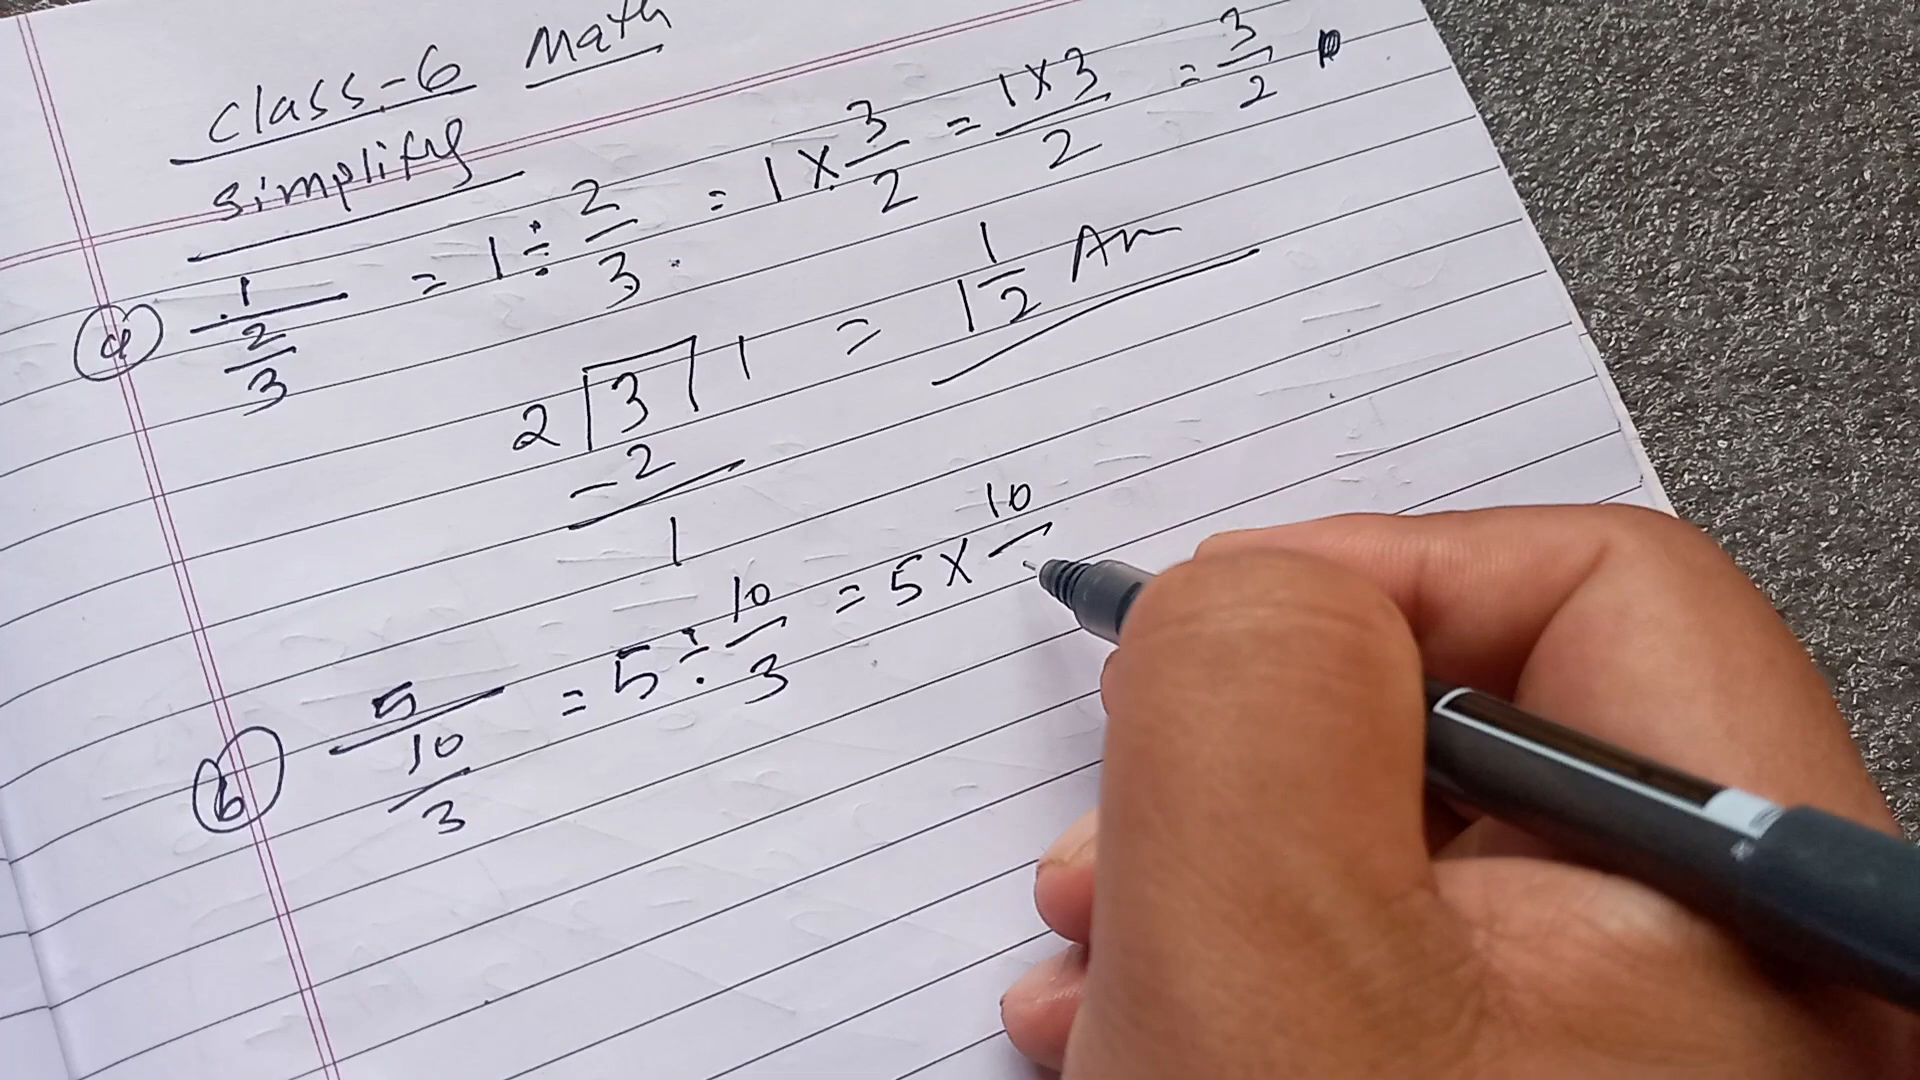 class-6 Math
simplify
(a) 1/(2/3) = 1 ÷ 2/3 = 1 × 3/2 = (1×3)/2 = 3/2
2 | 3 | 1 = 1 1/2 An
-2
1
(b) 5/(10/3) = 5 ÷ 10/3 = 5 × 10/